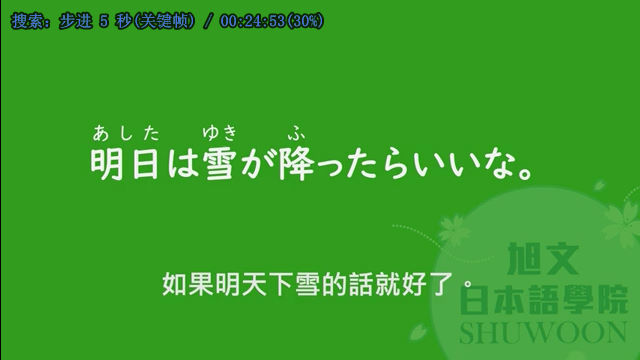 搜索: 步进 5 秒(关键帧) / 00:24:53(30%)
あした ゆき ふ
明日は雪が降ったらいいな。
如果明天下雪的話就好了。
旭文
日本語學院
SHUWOON